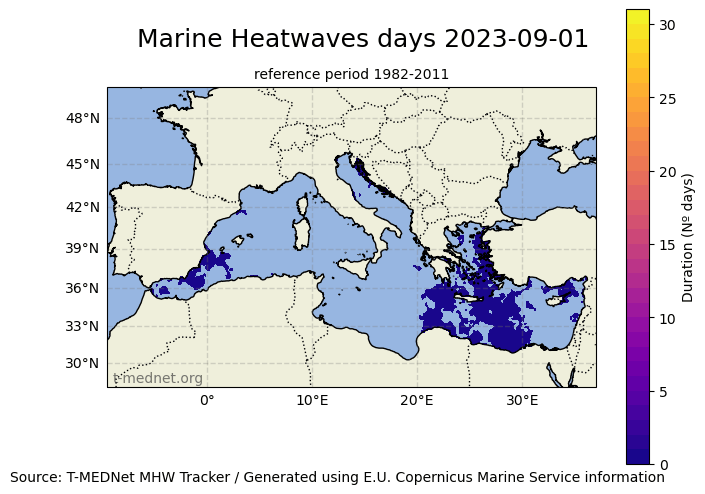 Marine Heatwaves days 2023-09-01
reference period 1982-2011
48°N
45°N
42°N
39°N
36°N
33°N
30°N
t-mednet.org
0°
10°E
20°E
30°E
30
25
20
15
10
5
0
Duration (Nº days)
Source: T-MEDNet MHW Tracker / Generated using E.U. Copernicus Marine Service information